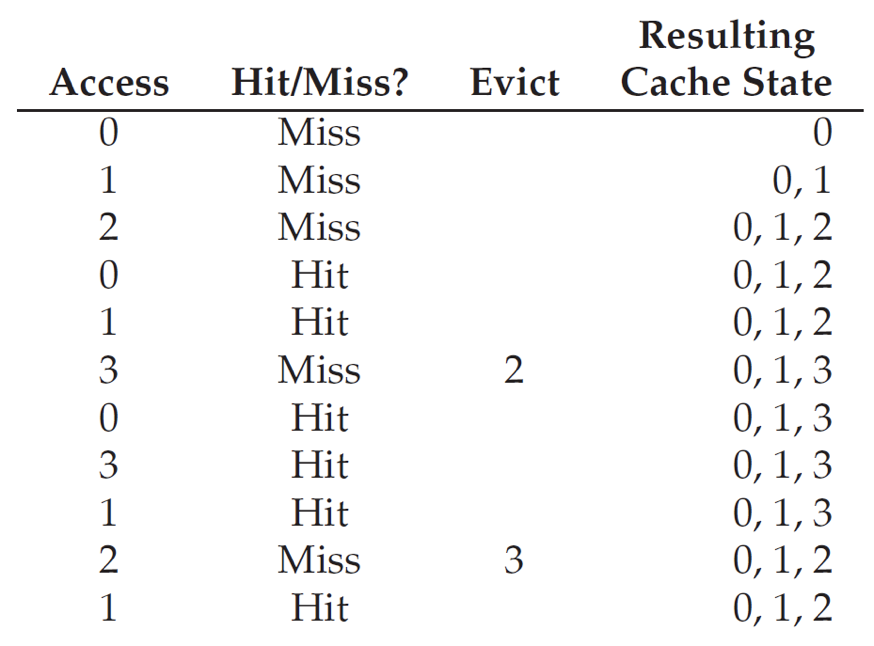 Resulting
Access Hit/Miss? Evict Cache State
0 Miss 0
1 Miss 0, 1
2 Miss 0, 1, 2
0 Hit 0, 1, 2
1 Hit 0, 1, 2
3 Miss 2 0, 1, 3
0 Hit 0, 1, 3
3 Hit 0, 1, 3
1 Hit 0, 1, 3
2 Miss 3 0, 1, 2
1 Hit 0, 1, 2